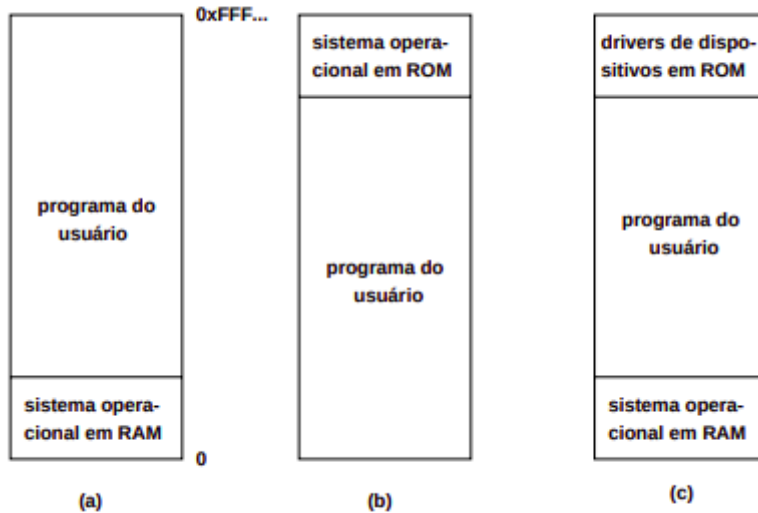 0xFFF...
programa do
usuário
sistema opera-
cional em RAM
0
(a)
sistema opera-
cional em ROM
programa do
usuário
(b)
drivers de dispo-
sitivos em ROM
programa do
usuário
sistema opera-
cional em RAM
(c)